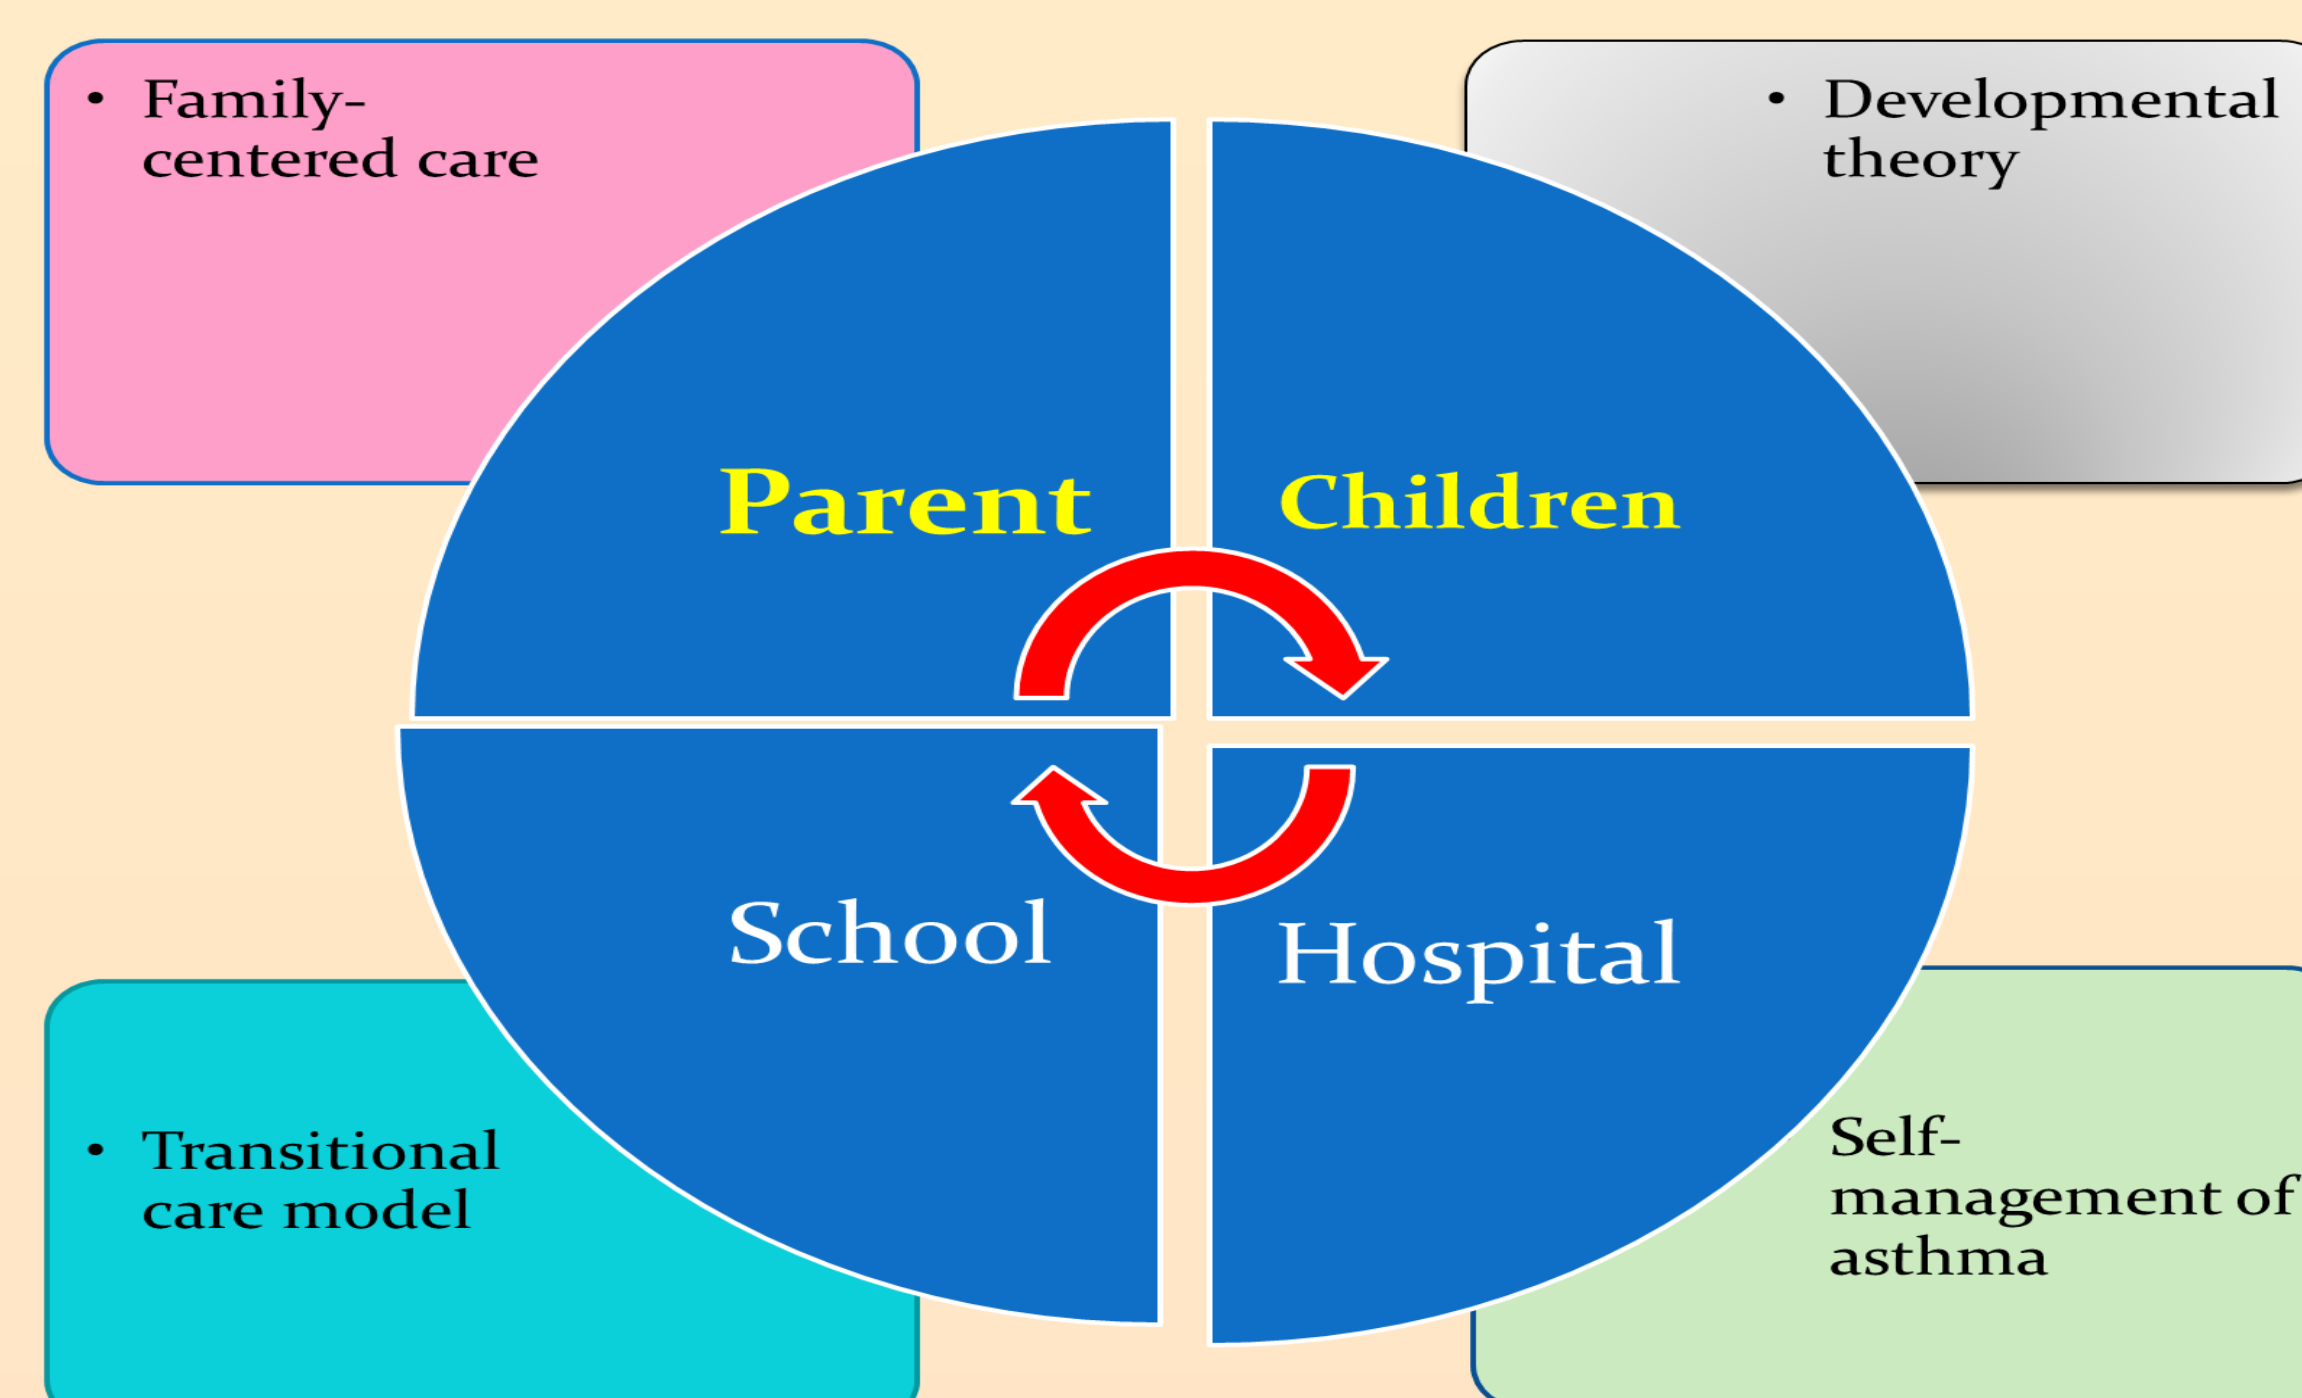 • Family-
centered care
• Developmental
theory
Parent
Children
School
Hospital
• Transitional
care model
Self-
management of
asthma